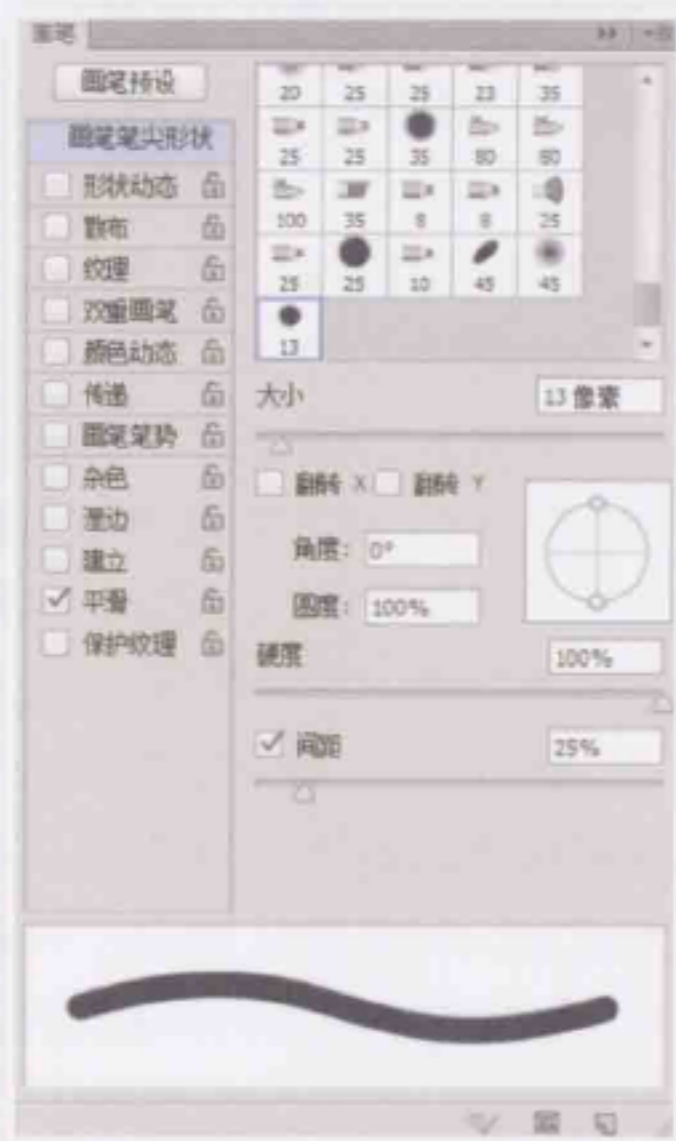 画笔
画笔预设
画笔笔尖形状
形状动态
散布
纹理
双重画笔
颜色动态
传递
画笔笔势
杂色
湿边
建立
平滑
保护纹理
20 25 25 23 35
25 25 35 80 80
100 35 8 8 25
25 25 10 45 45
13
大小 13 像素
翻转 X 翻转 Y
角度: 0°
圆度: 100%
硬度 100%
间距 25%